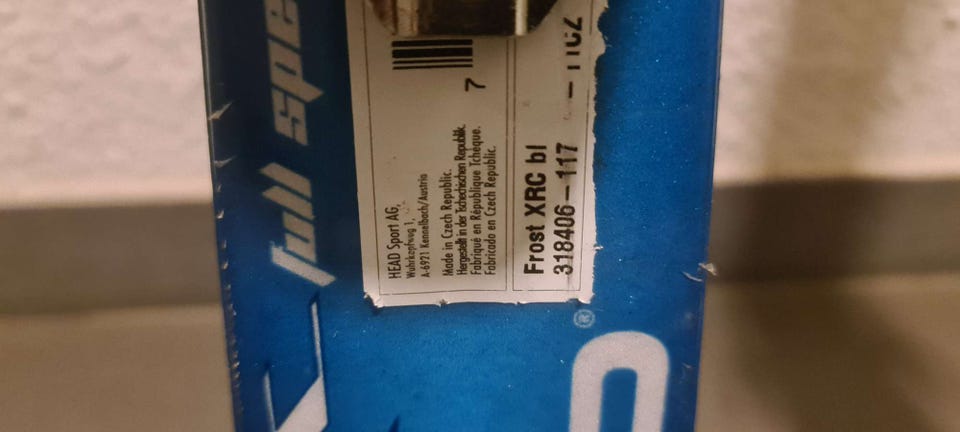 full spe
7
HEAD Sport AG,
Wuhrkopfweg 1,
A-6921 Kennelbach/Austria
Made in Czech Republic.
Hergestellt in der Tschechischen Republik.
Fabriqué en République Tchèque.
Fabricado en Czech Republic.
Frost XRC bl
318406-117
®